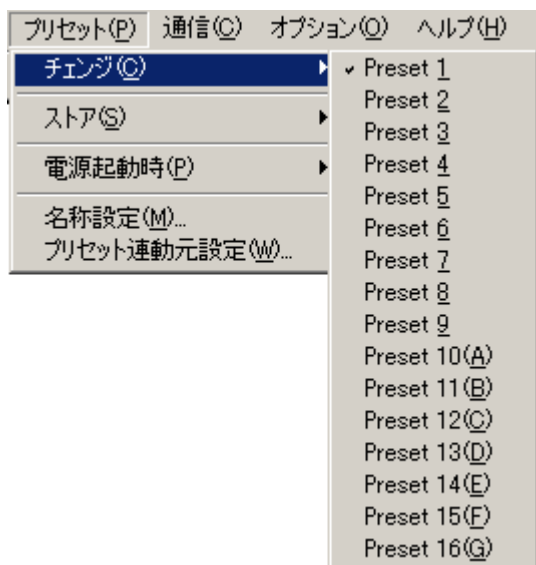 プリセット(P) 通信(C) オプション(O) ヘルプ(H)
チェンジ(C)
ストア(S)
電源起動時(P)
名称設定(M)...
プリセット連動元設定(W)...
✓ Preset 1
Preset 2
Preset 3
Preset 4
Preset 5
Preset 6
Preset 7
Preset 8
Preset 9
Preset 10(A)
Preset 11(B)
Preset 12(C)
Preset 13(D)
Preset 14(E)
Preset 15(F)
Preset 16(G)